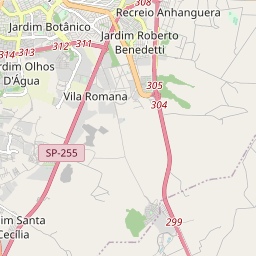 308
Recreio Anhanguera
Jardim Botânico
Jardim Roberto
Benedetti
314
313
312
311
rdim Olhos
D'Água
305
Vila Romana
304
SP-255
im Santa
Cecília
299